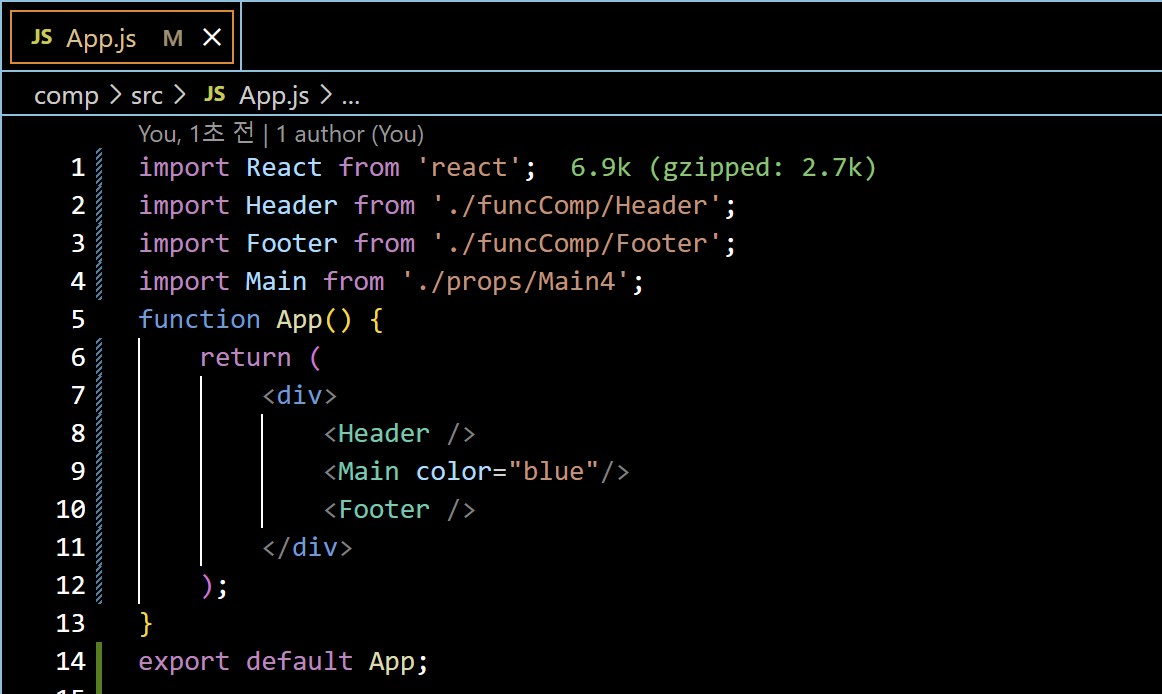 JS App.js M ×
comp > src > JS App.js > ...
You, 1초 전 | 1 author (You)
1 import React from 'react'; 6.9k (gzipped: 2.7k)
2 import Header from './funcComp/Header';
3 import Footer from './funcComp/Footer';
4 import Main from './props/Main4';
5 function App() {
6     return (
7         <div>
8             <Header />
9             <Main color="blue"/>
10             <Footer />
11         </div>
12     );
13 }
14 export default App;